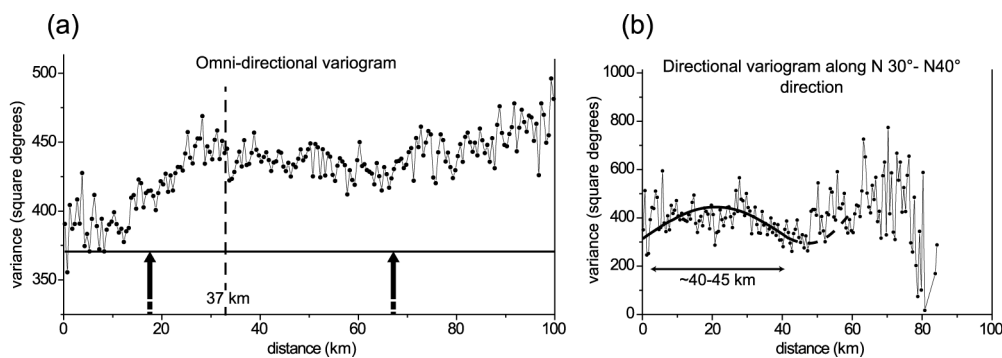 (a)
Omni-directional variogram
variance (square degrees)
500
450
400
350
37 km
0
20
40
60
80
100
distance (km)
(b)
Directional variogram along N 30°- N40°
direction
variance (square degrees)
1000
800
600
400
200
0
~40-45 km
0
20
40
60
80
100
distance (km)